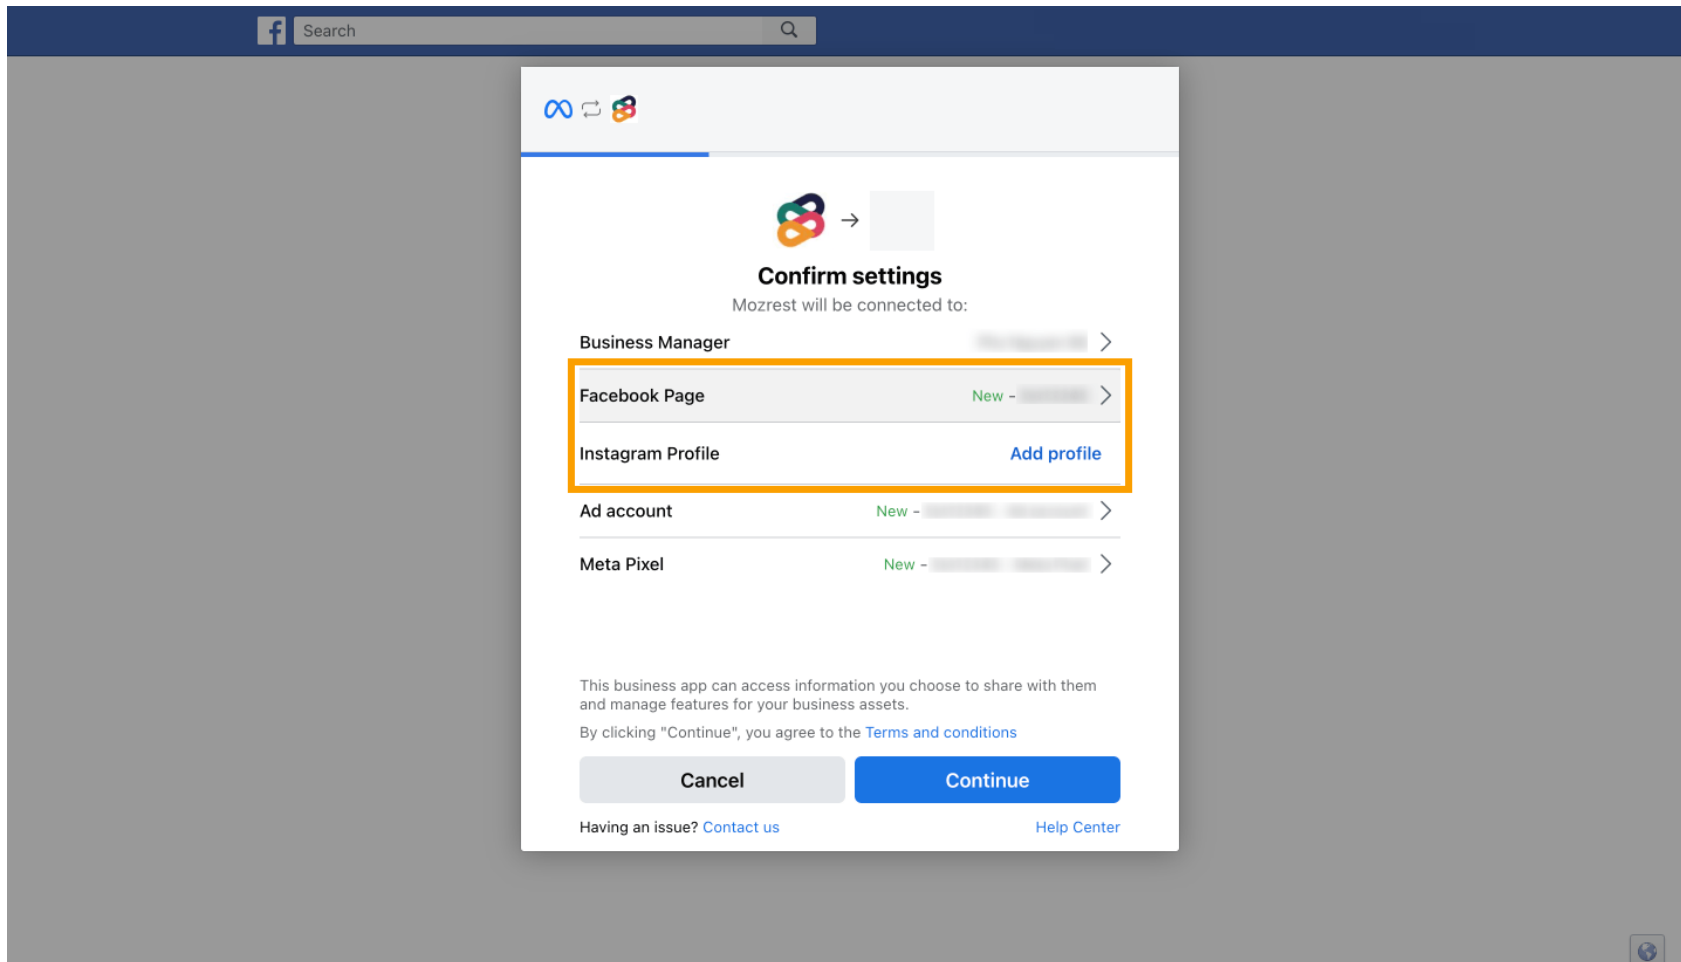 Search
Confirm settings
Mozrest will be connected to:
Business Manager
Facebook Page New -
Instagram Profile Add profile
Ad account New -
Meta Pixel New -
This business app can access information you choose to share with them
and manage features for your business assets.
By clicking "Continue", you agree to the Terms and conditions
Cancel Continue
Having an issue? Contact us Help Center